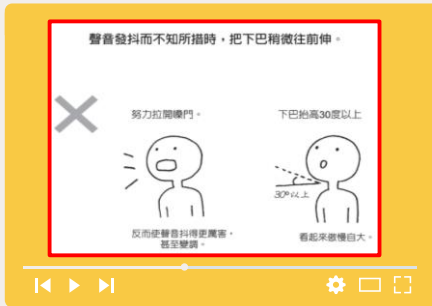 聲音發抖而不知所措時，把下巴稍微往前伸。
努力拉開嗓門。
下巴抬高30度以上
30°以上
反而使聲音抖得更厲害，
甚至變調。
看起來傲慢自大。